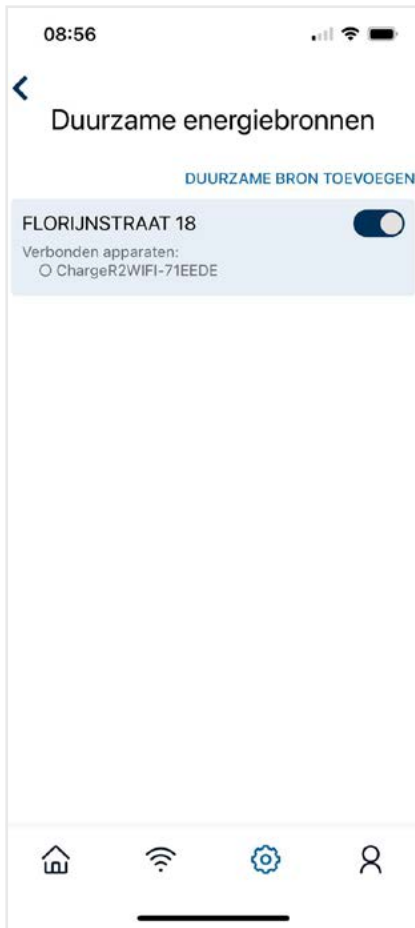 08:56
Duurzame energiebronnen
DUURZAME BRON TOEVOEGEN
FLORIJNSTRAAT 18
Verbonden apparaten:
O ChargeR2WIFI-71EEDE